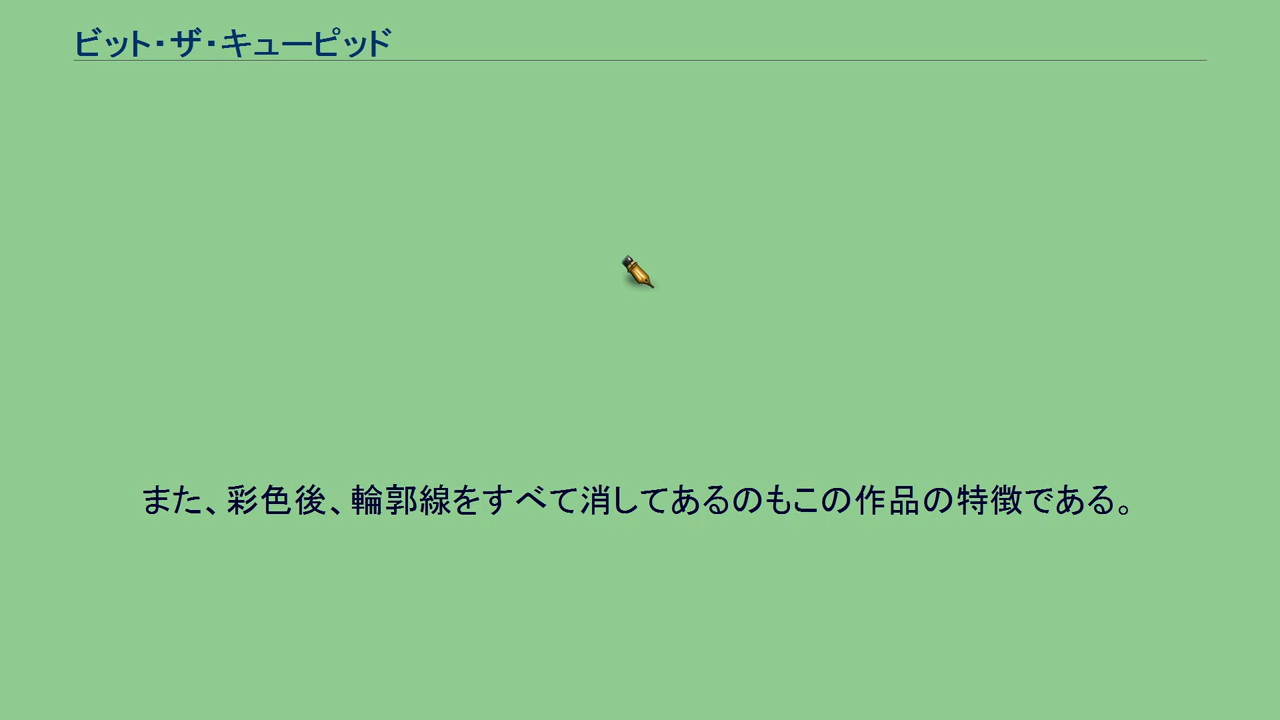 ビット・ザ・キューピッド
また、彩色後、輪郭線をすべて消してあるのもこの作品の特徴である。